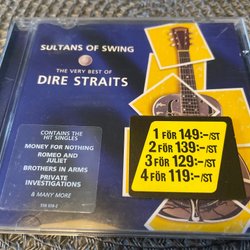 SULTANS OF SWING
THE VERY BEST OF
DIRE STRAITS
CONTAINS THE
HIT SINGLES
MONEY FOR NOTHING
ROMEO AND
JULIET
BROTHERS IN ARMS
PRIVATE
INVESTIGATIONS
& MANY MORE
1 FÖR 149:-/ST
2 FÖR 139:-/ST
3 FÖR 129:-/ST
4 FÖR 119:-/ST